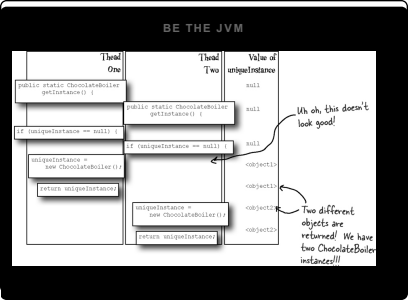 BE THE JVM
Thead
One
Thead
Two
Value of
uniqueInstance
public static ChocolateBoiler
getInstance() {
null
public static ChocolateBoiler
getInstance() {
null
Uh oh, this doesn't
look good!
if (uniqueInstance == null) {
if (uniqueInstance == null) {
null
uniqueInstance =
new ChocolateBoiler();
<object1>
return uniqueInstance;
<object1>
uniqueInstance =
new ChocolateBoiler();
<object2>
return uniqueInstance;
<object2>
Two different
objects are
returned! We have
two ChocolateBoiler
instances!!!